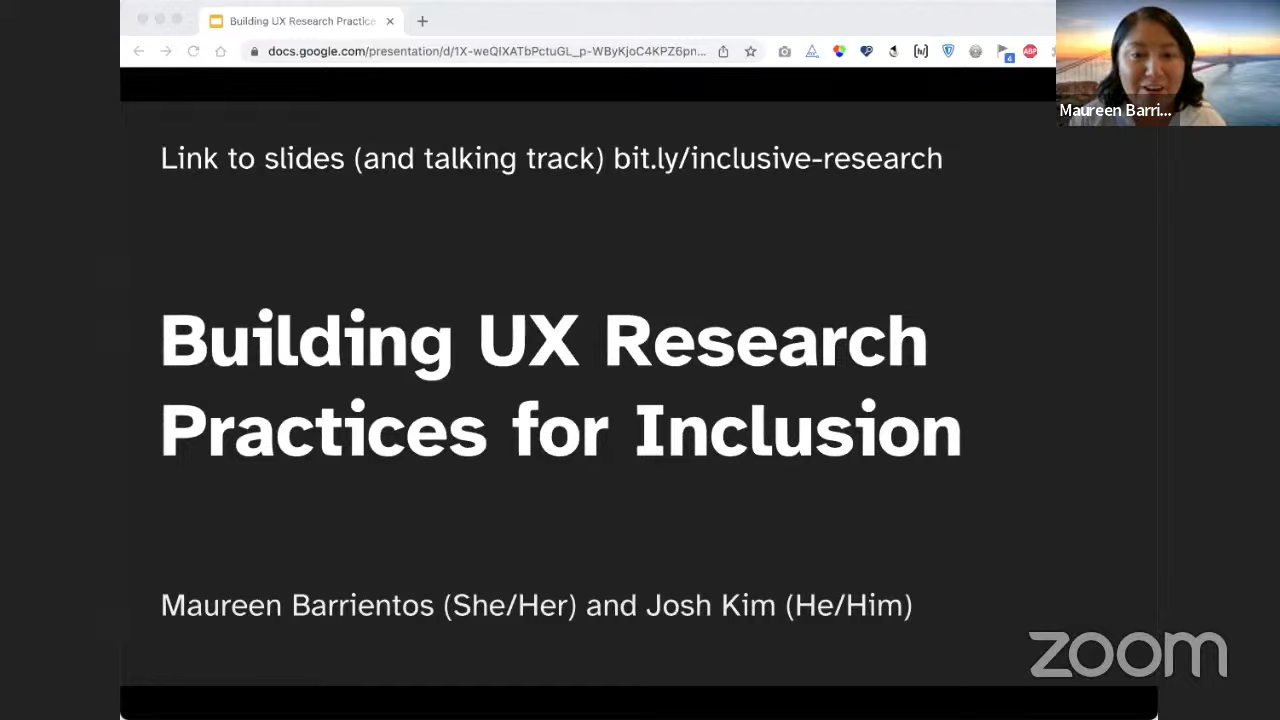 Building UX Research Practice
docs.google.com/presentation/d/1X-weQIXATbPctuGL_p-WByKjoC4KPZ6pn...
Maureen Barri...
Link to slides (and talking track) bit.ly/inclusive-research
Building UX Research
Practices for Inclusion
Maureen Barrientos (She/Her) and Josh Kim (He/Him)
zoom